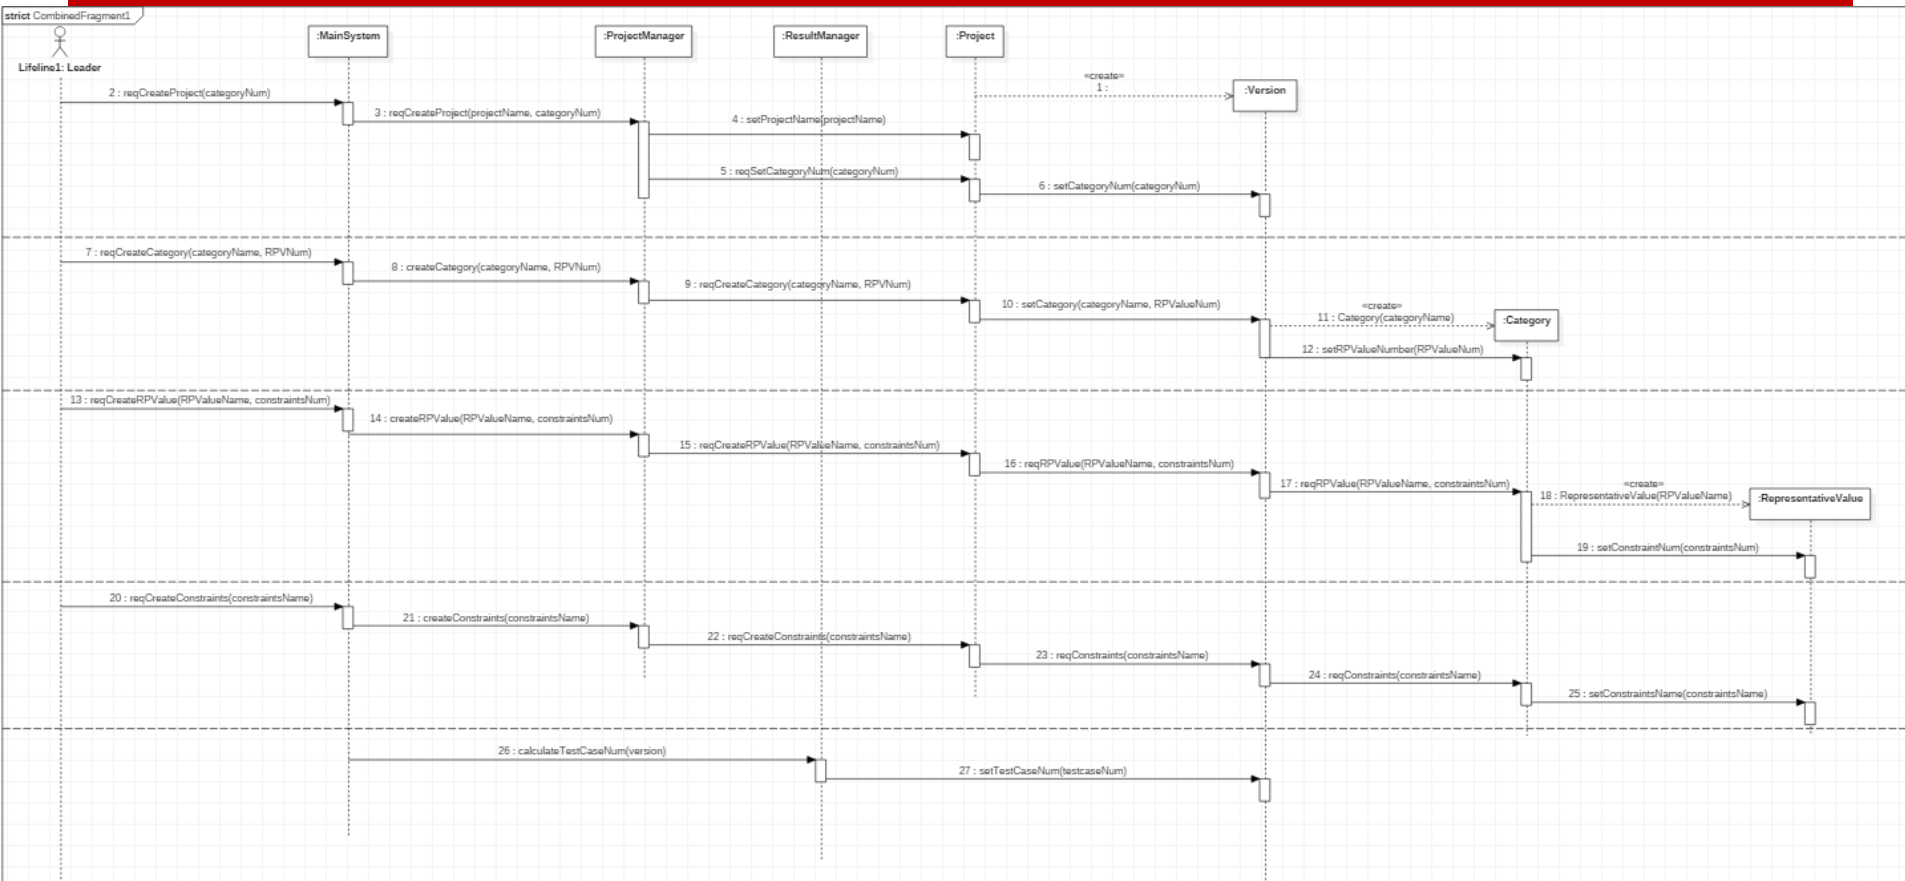 strict CombinedFragment1
:MainSystem
:ProjectManager
:ResultManager
:Project
Lifeline1: Leader
«create»
1 :
:Version
2 : reqCreateProject(categoryNum)
3 : reqCreateProject(projectName, categoryNum)
4 : setProjectName(projectName)
5 : reqSetCategoryNum(categoryNum)
6 : setCategoryNum(categoryNum)
7 : reqCreateCategory(categoryName, RPVNum)
8 : createCategory(categoryName, RPVNum)
9 : reqCreateCategory(categoryName, RPVNum)
10 : setCategory(categoryName, RPValueNum)
«create»
11 : Category(categoryName)
:Category
12 : setRPValueNumber(RPValueNum)
13 : reqCreateRPValue(RPValueName, constraintsNum)
14 : createRPValue(RPValueName, constraintsNum)
15 : reqCreateRPValue(RPValueName, constraintsNum)
16 : reqRPValue(RPValueName, constraintsNum)
17 : reqRPValue(RPValueName, constraintsNum)
«create»
18 : RepresentativeValue(RPValueName)
:RepresentativeValue
19 : setConstraintNum(constraintsNum)
20 : reqCreateConstraints(constraintsName)
21 : createConstraints(constraintsName)
22 : reqCreateConstraints(constraintsName)
23 : reqConstraints(constraintsName)
24 : reqConstraints(constraintsName)
25 : setConstraintsName(constraintsName)
26 : calculateTestCaseNum(version)
27 : setTestCaseNum(testcaseNum)